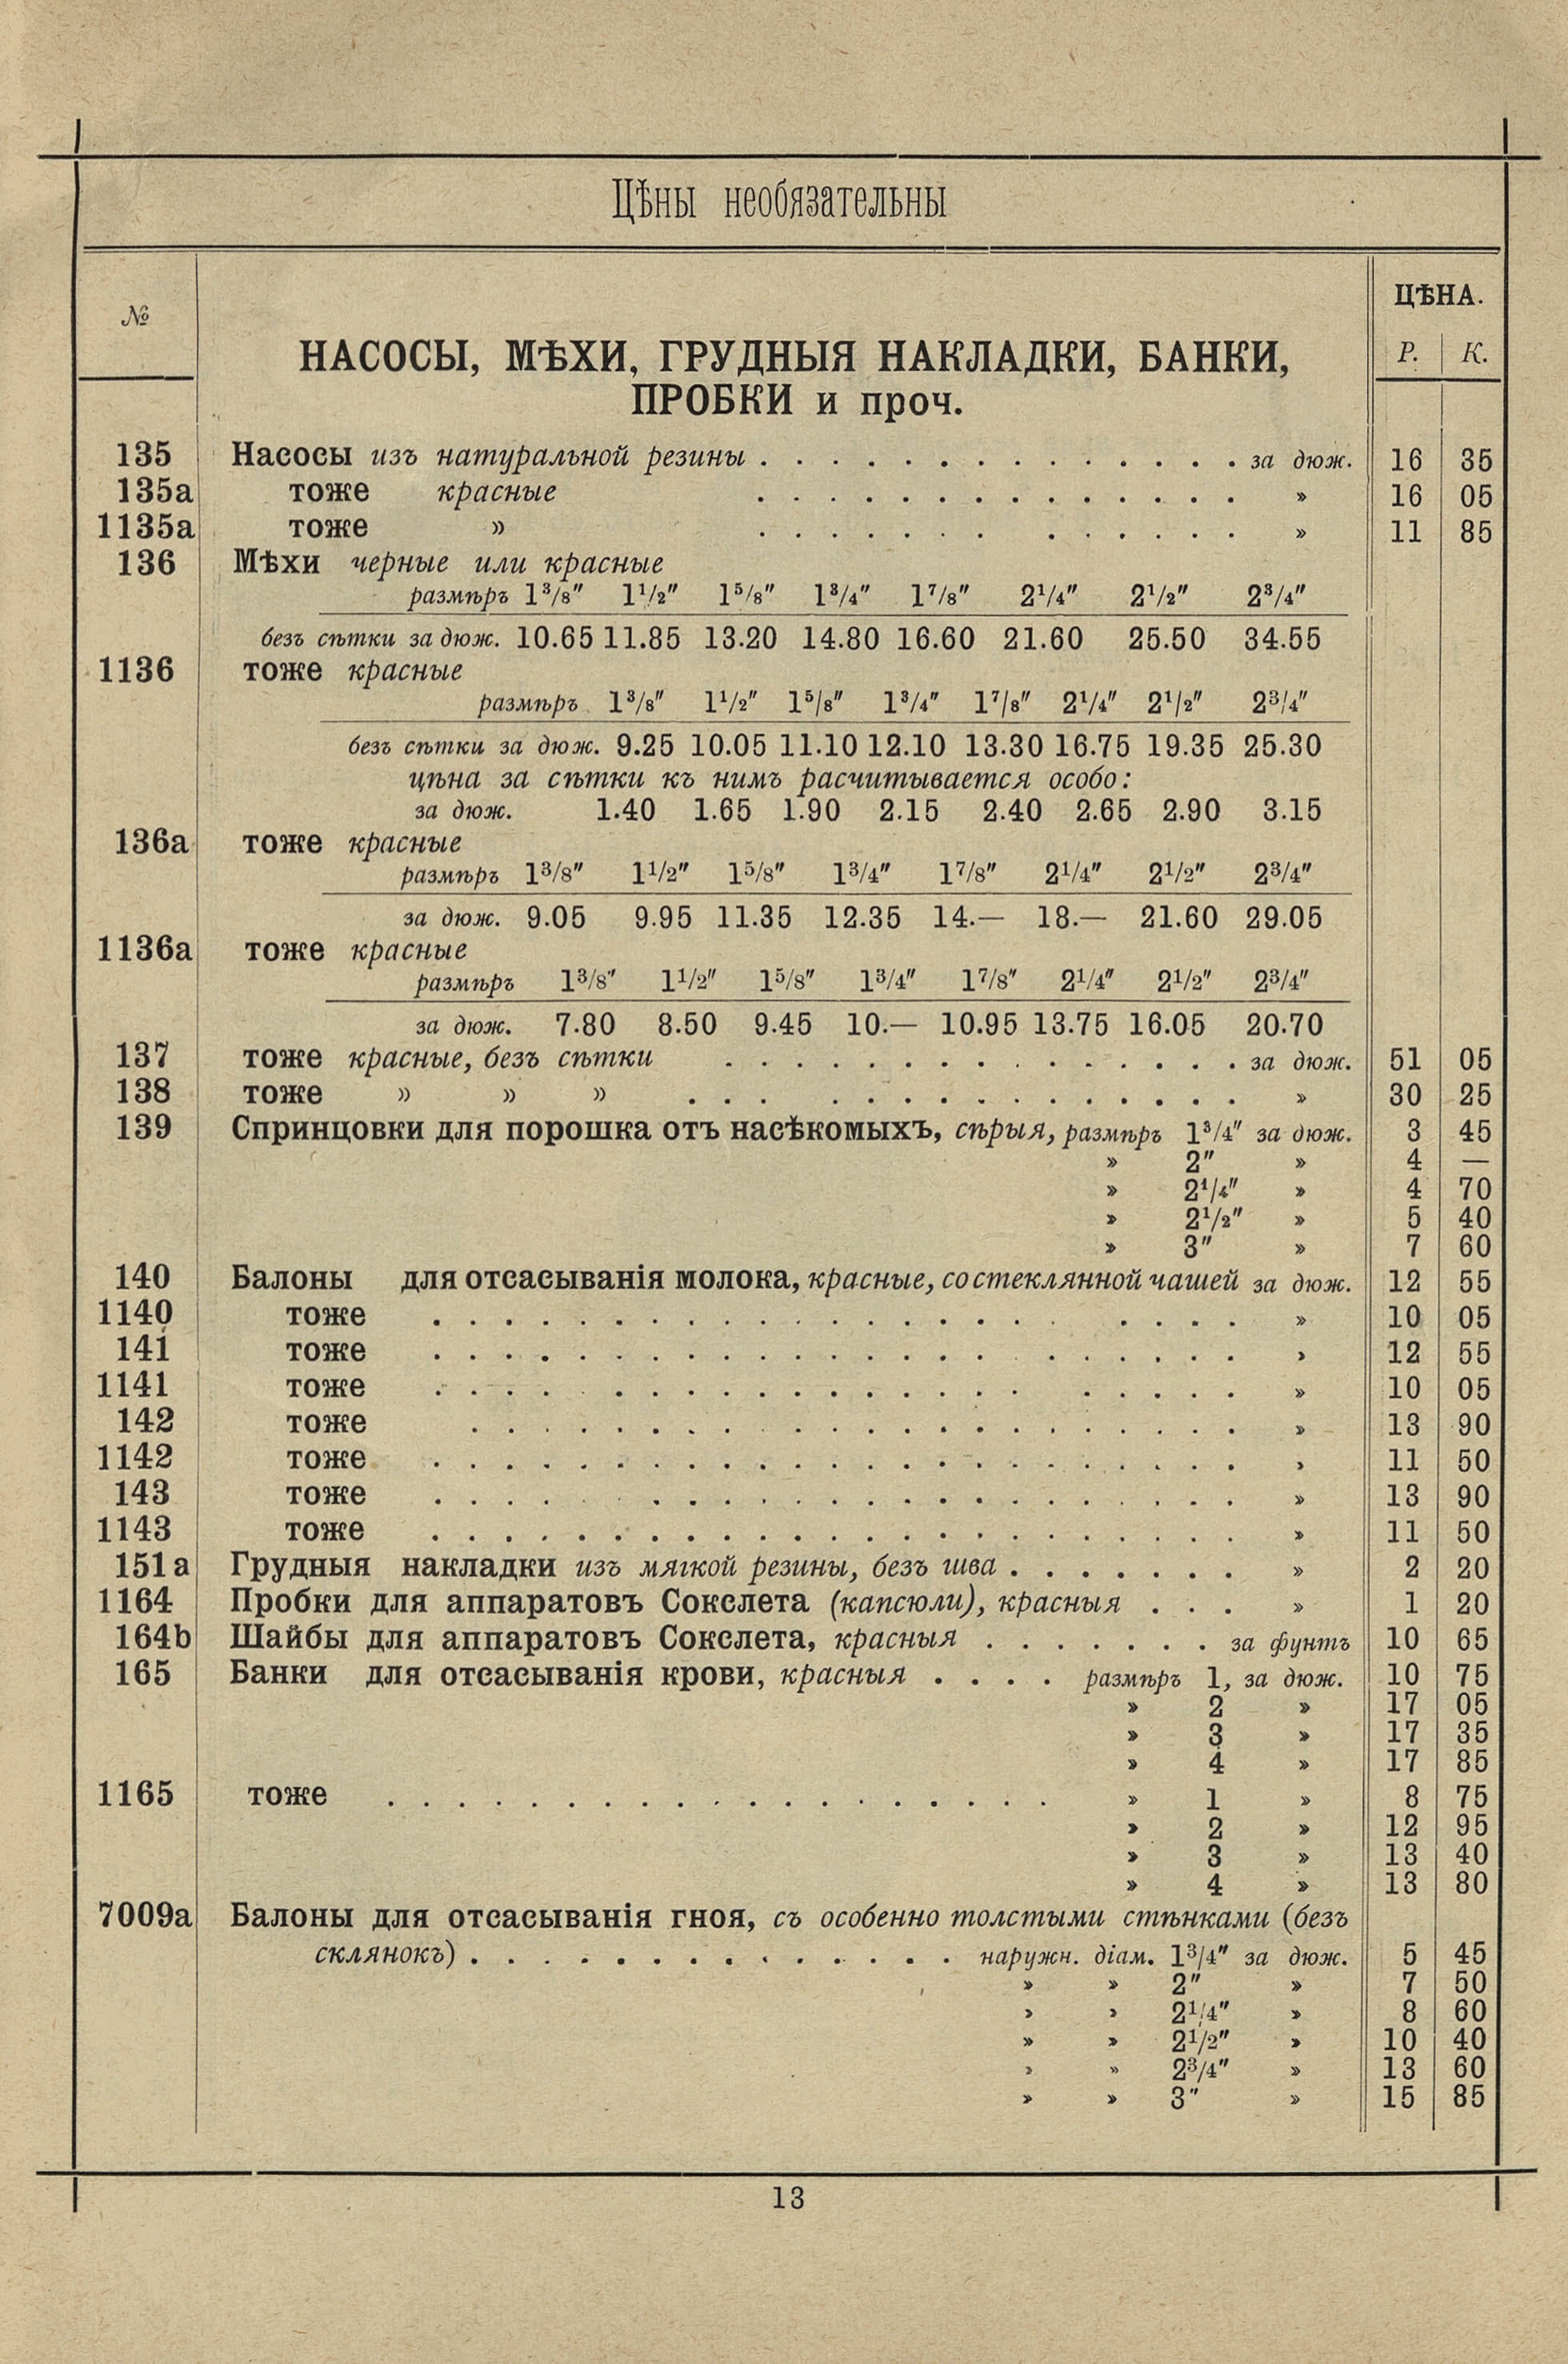 Цѣны необязательны
№ ЦѢНА.
Р. К.
НАСОСЫ, МѢХИ, ГРУДНЫЯ НАКЛАДКИ, БАНКИ,
ПРОБКИ и проч.
135 Насосы изъ натуральной резины . . . . . . . . . . . . . . за дюж. 16 35
135a тоже красные . . . . . . . . . . . . . . » 16 05
1135a тоже » . . . . . . . . . . . . . » 11 85
136 Мѣхи черные или красные
размѣръ 1³/₈″ 1¹/₂″ 1⁵/₈″ 1³/₄″ 1⁷/₈″ 2¹/₄″ 2¹/₂″ 2³/₄″
безъ сѣтки за дюж. 10.65 11.85 13.20 14.80 16.60 21.60 25.50 34.55
1136 тоже красные
размѣръ 1³/₈″ 1¹/₂″ 1⁵/₈″ 1³/₄″ 1⁷/₈″ 2¹/₄″ 2¹/₂″ 2³/₄″
безъ сѣтки за дюж. 9.25 10.05 11.10 12.10 13.30 16.75 19.35 25.30
цѣна за сѣтки къ нимъ расчитывается особо:
за дюж. 1.40 1.65 1.90 2.15 2.40 2.65 2.90 3.15
136a тоже красные
размѣръ 1³/₈″ 1¹/₂″ 1⁵/₈″ 1³/₄″ 1⁷/₈″ 2¹/₄″ 2¹/₂″ 2³/₄″
за дюж. 9.05 9.95 11.35 12.35 14.— 18.— 21.60 29.05
1136a тоже красные
размѣръ 1³/₈″ 1¹/₂″ 1⁵/₈″ 1³/₄″ 1⁷/₈″ 2¹/₄″ 2¹/₂″ 2³/₄″
за дюж. 7.80 8.50 9.45 10.— 10.95 13.75 16.05 20.70
137 тоже красные, безъ сѣтки . . . . . . . . . . . . . . . за дюж. 51 05
138 тоже » » » . . . . . . . . . . . . . . . » 30 25
139 Спринцовки для порошка отъ насѣкомыхъ, сѣрыя, размѣръ 1³/₄″ за дюж. 3 45
» 2″ » 4 —
» 2¹/₄″ » 4 70
» 2¹/₂″ » 5 40
» 3″ » 7 60
140 Балоны для отсасыванія молока, красные, со стеклянной чашей за дюж. 12 55
1140 тоже . . . . . . . . . . . . . . . . . . . . . » 10 05
141 тоже . . . . . . . . . . . . . . . . . . . . . . › 12 55
1141 тоже . . . . . . . . . . . . . . . . . . . . . » 10 05
142 тоже . . . . . . . . . . . . . . . . . . . . . . » 13 90
1142 тоже . . . . . . . . . . . . . . . . . . . . . . . › 11 50
143 тоже . . . . . . . . . . . . . . . . . . . . . » 13 90
1143 тоже . . . . . . . . . . . . . . . . . . . . . . . » 11 50
151a Грудныя накладки изъ мягкой резины, безъ шва . . . . . . . » 2 20
1164 Пробки для аппаратовъ Сокслета (капсюли), красныя . . . » 1 20
164b Шайбы для аппаратовъ Сокслета, красныя . . . . . . . за фунтъ 10 65
165 Банки для отсасыванія крови, красныя . . . . размѣръ 1, за дюж. 10 75
» 2 » 17 05
» 3 » 17 35
» 4 » 17 85
1165 тоже . . . . . . . . . . . . . . . . . . . » 1 » 8 75
» 2 » 12 95
» 3 » 13 40
» 4 » 13 80
7009a Балоны для отсасыванія гноя, съ особенно толстыми стѣнками (безъ
склянокъ) . . . . . . . . . . . . . . наружн. діам. 1³/₄″ за дюж. 5 45
» » 2″ » 7 50
› › 2¹/₄″ » 8 60
» » 2¹/₂″ » 10 40
› » 2³/₄″ » 13 60
» » 3″ » 15 85
13